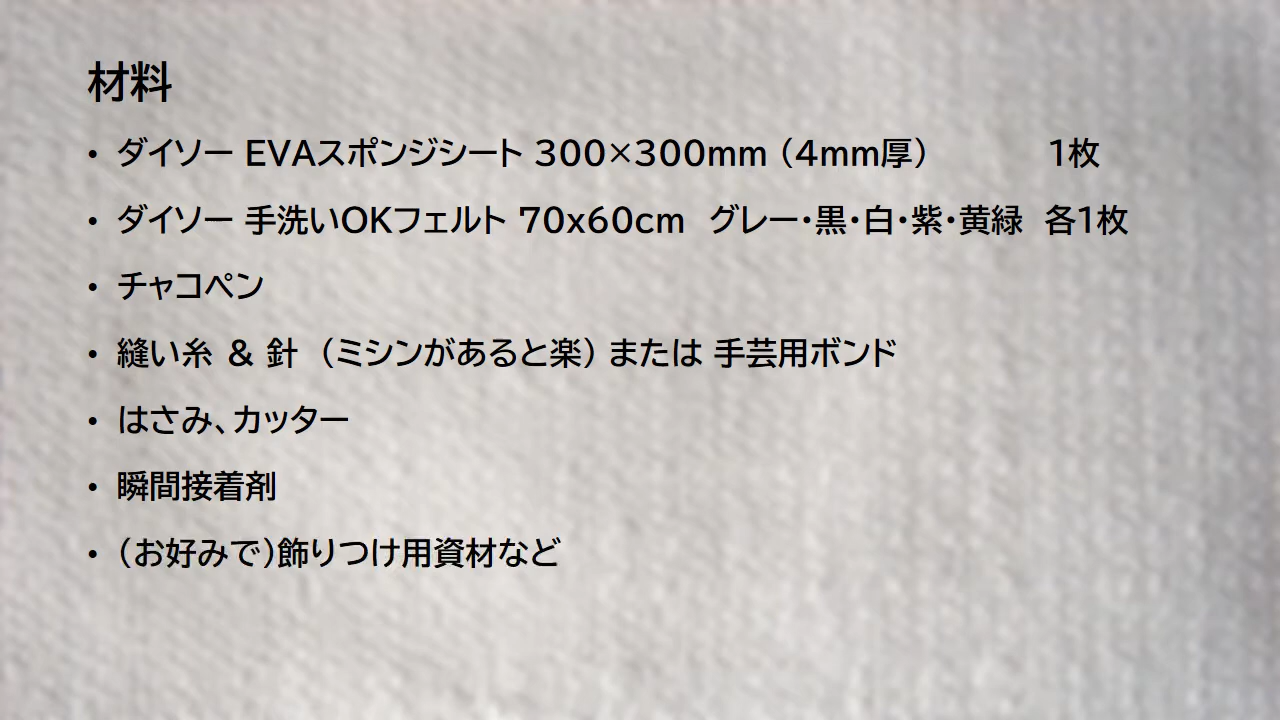 材料
• ダイソー EVAスポンジシート 300×300mm（4mm厚） 1枚
• ダイソー 手洗いOKフェルト 70x60cm グレー・黒・白・紫・黄緑 各1枚
• チャコペン
• 縫い糸 & 針 （ミシンがあると楽） または 手芸用ボンド
• はさみ、カッター
• 瞬間接着剤
• （お好みで）飾りつけ用資材など